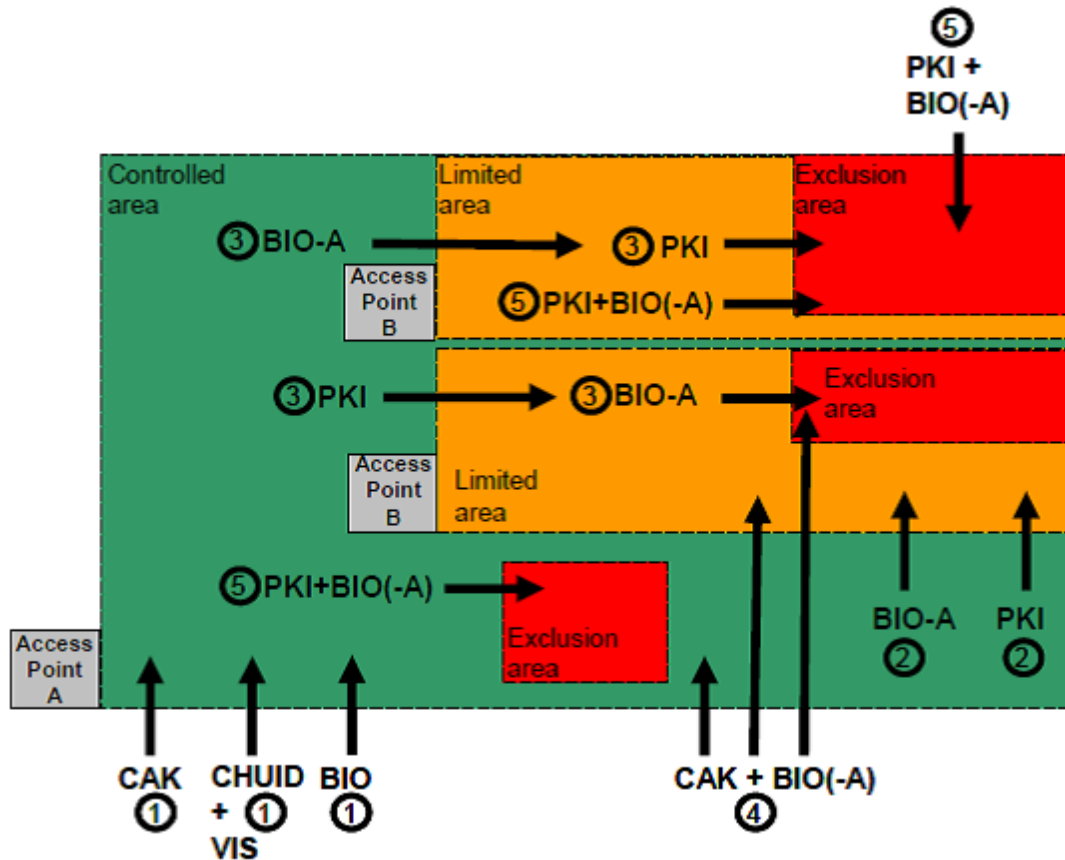 ⑤
PKI +
BIO(-A)
Controlled
area
Limited
area
Exclusion
area
③ BIO-A
③ PKI
Access
Point
B
⑤ PKI+BIO(-A)
③ PKI
③ BIO-A
Exclusion
area
Access
Point
B
Limited
area
⑤ PKI+BIO(-A)
Exclusion
area
BIO-A
②
PKI
②
Access
Point
A
CAK
①
CHUID
+ ①
VIS
BIO
①
CAK + BIO(-A)
④